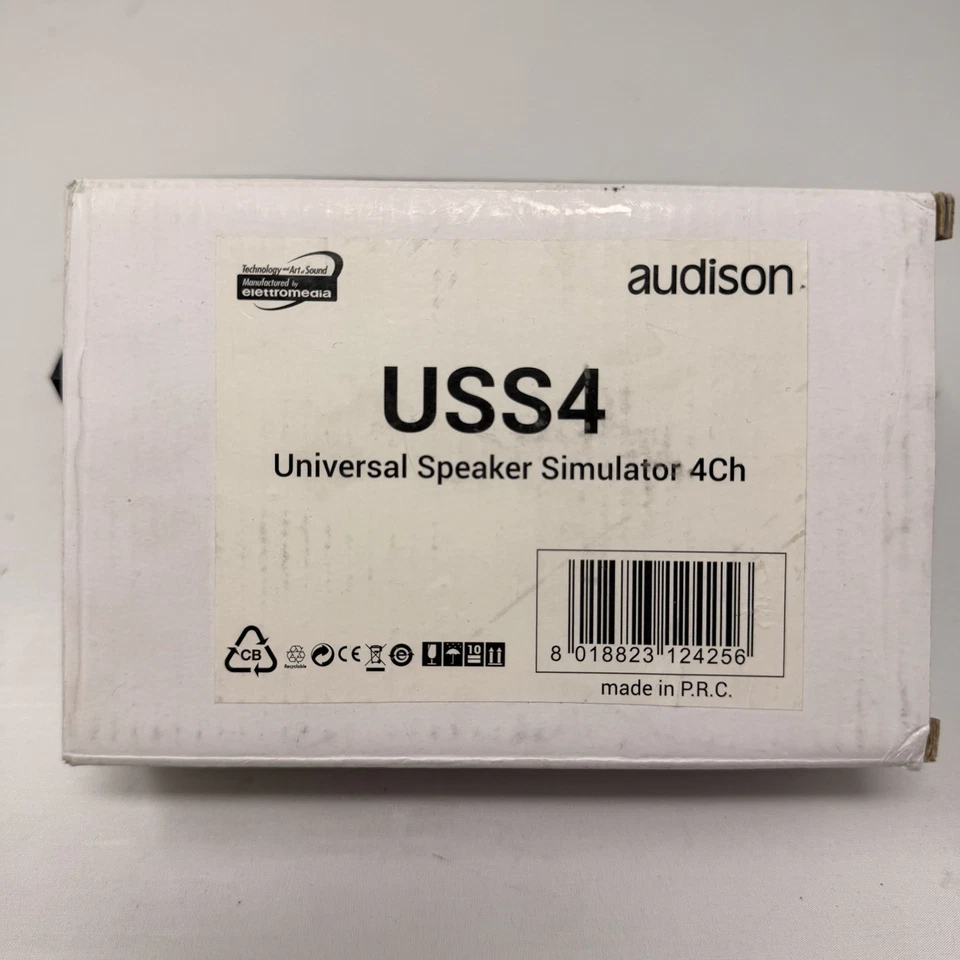 Technology and Art of Sound
Manufactured by
elettromedia
audison
USS4
Universal Speaker Simulator 4Ch
CB
Recyclable
CE
10
8 018823 124256
made in P.R.C.